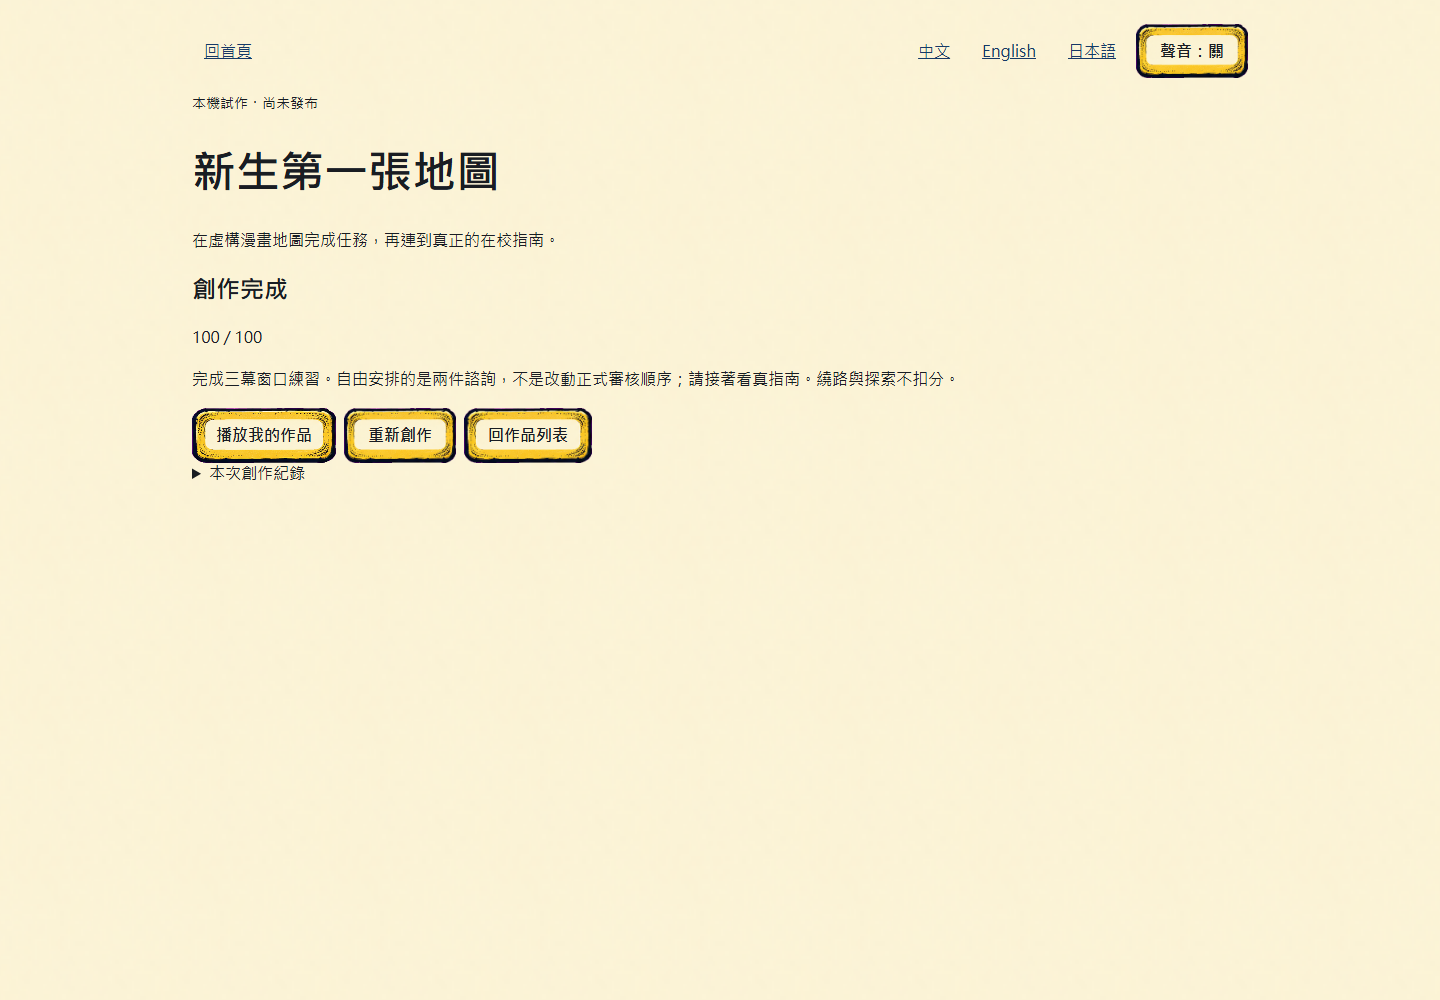 回首頁
中文 English 日本語 聲音：關
本機試作・尚未發布
新生第一張地圖
在虛構漫畫地圖完成任務，再連到真正的在校指南。
創作完成
100 / 100
完成三幕窗口練習。自由安排的是兩件諮詢，不是改動正式審核順序；請接著看真指南。繞路與探索不扣分。
播放我的作品 重新創作 回作品列表
▶ 本次創作紀錄